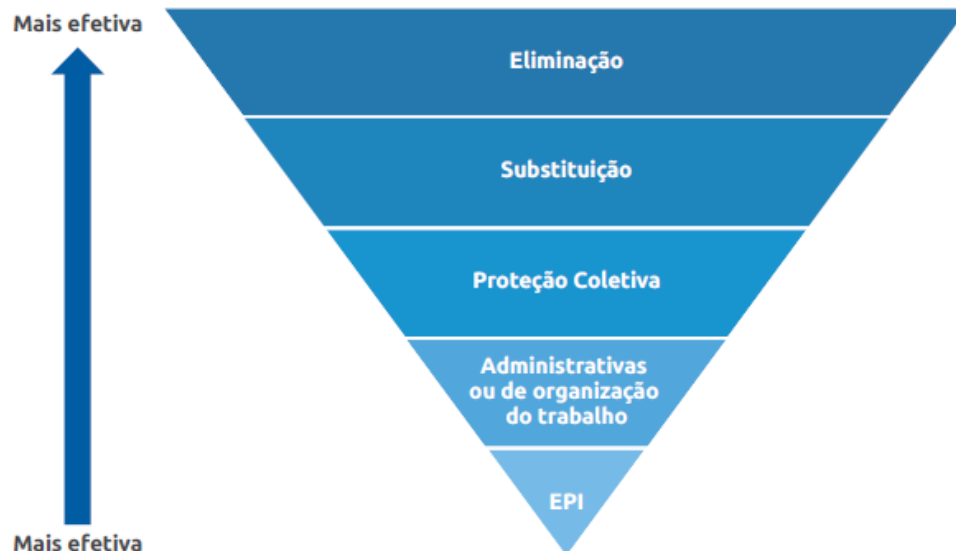 Mais efetiva
Eliminação
Substituição
Proteção Coletiva
Administrativas
ou de organização
do trabalho
EPI
Mais efetiva